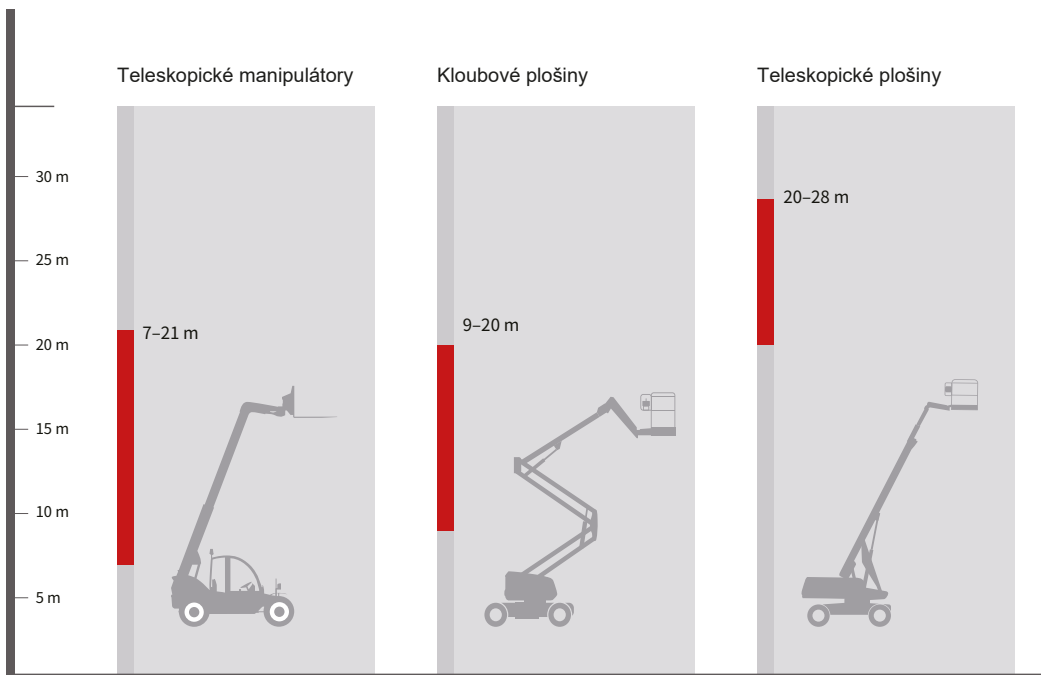 Teleskopické manipulátory
Kloubové plošiny
Teleskopické plošiny
30 m
20–28 m
25 m
7–21 m
9–20 m
20 m
15 m
10 m
5 m